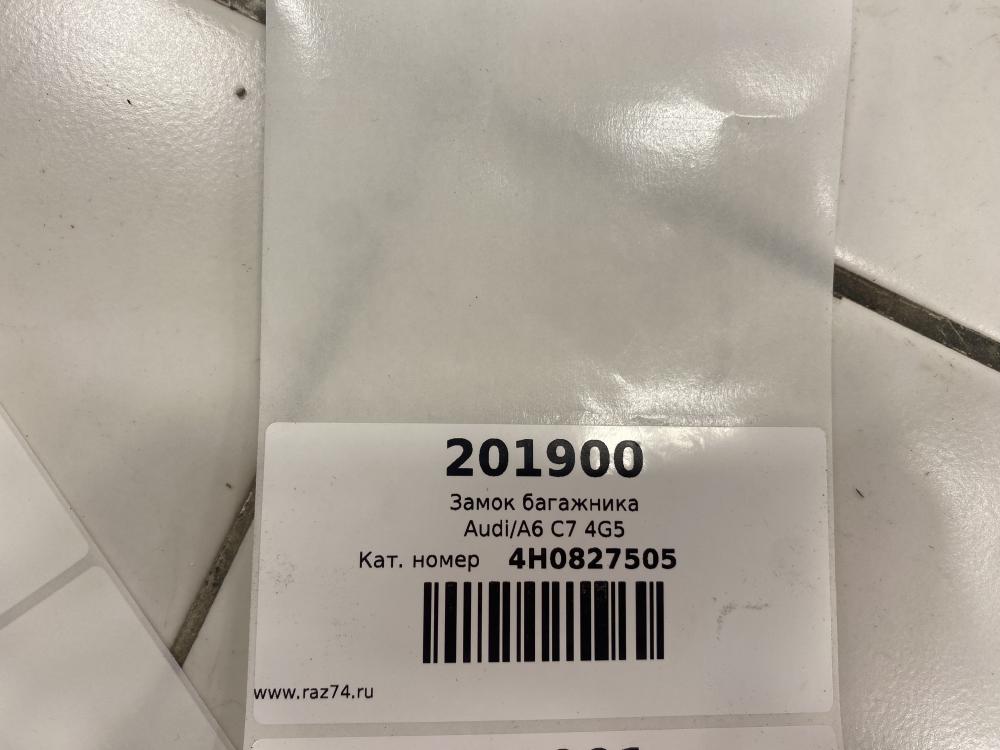 201900
Замок багажника
Audi/A6 C7 4G5
Кат. номер 4H0827505
www.raz74.ru